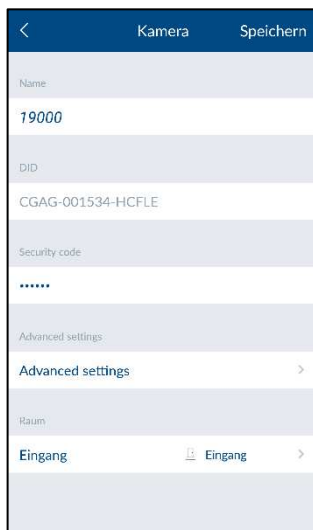 Kamera Speichern
Name
19000
DID
CGAG-001534-HCFLE
Security code
••••••
Advanced settings
Advanced settings
Raum
Eingang Eingang